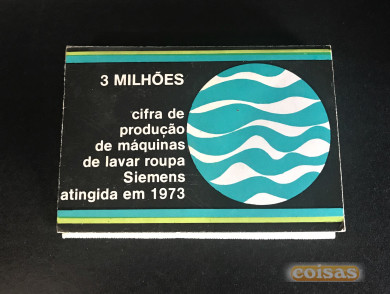 3 MILHÕES
cifra de
produção
de máquinas
de lavar roupa
Siemens
atingida em 1973
coisas